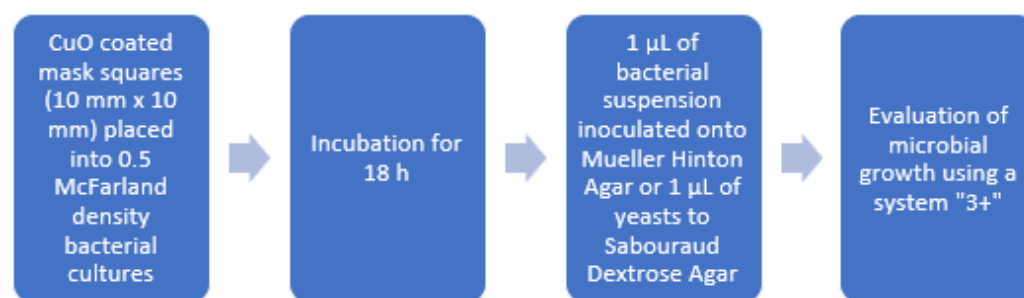 CuO coated
mask squares
(10 mm x 10
mm) placed
into 0.5
McFarland
density
bacterial
cultures
Incubation for
18 h
1 µL of
bacterial
suspension
inoculated onto
Mueller Hinton
Agar or 1 µL of
yeasts to
Sabouraud
Dextrose Agar
Evaluation of
microbial
growth using a
system "3+"